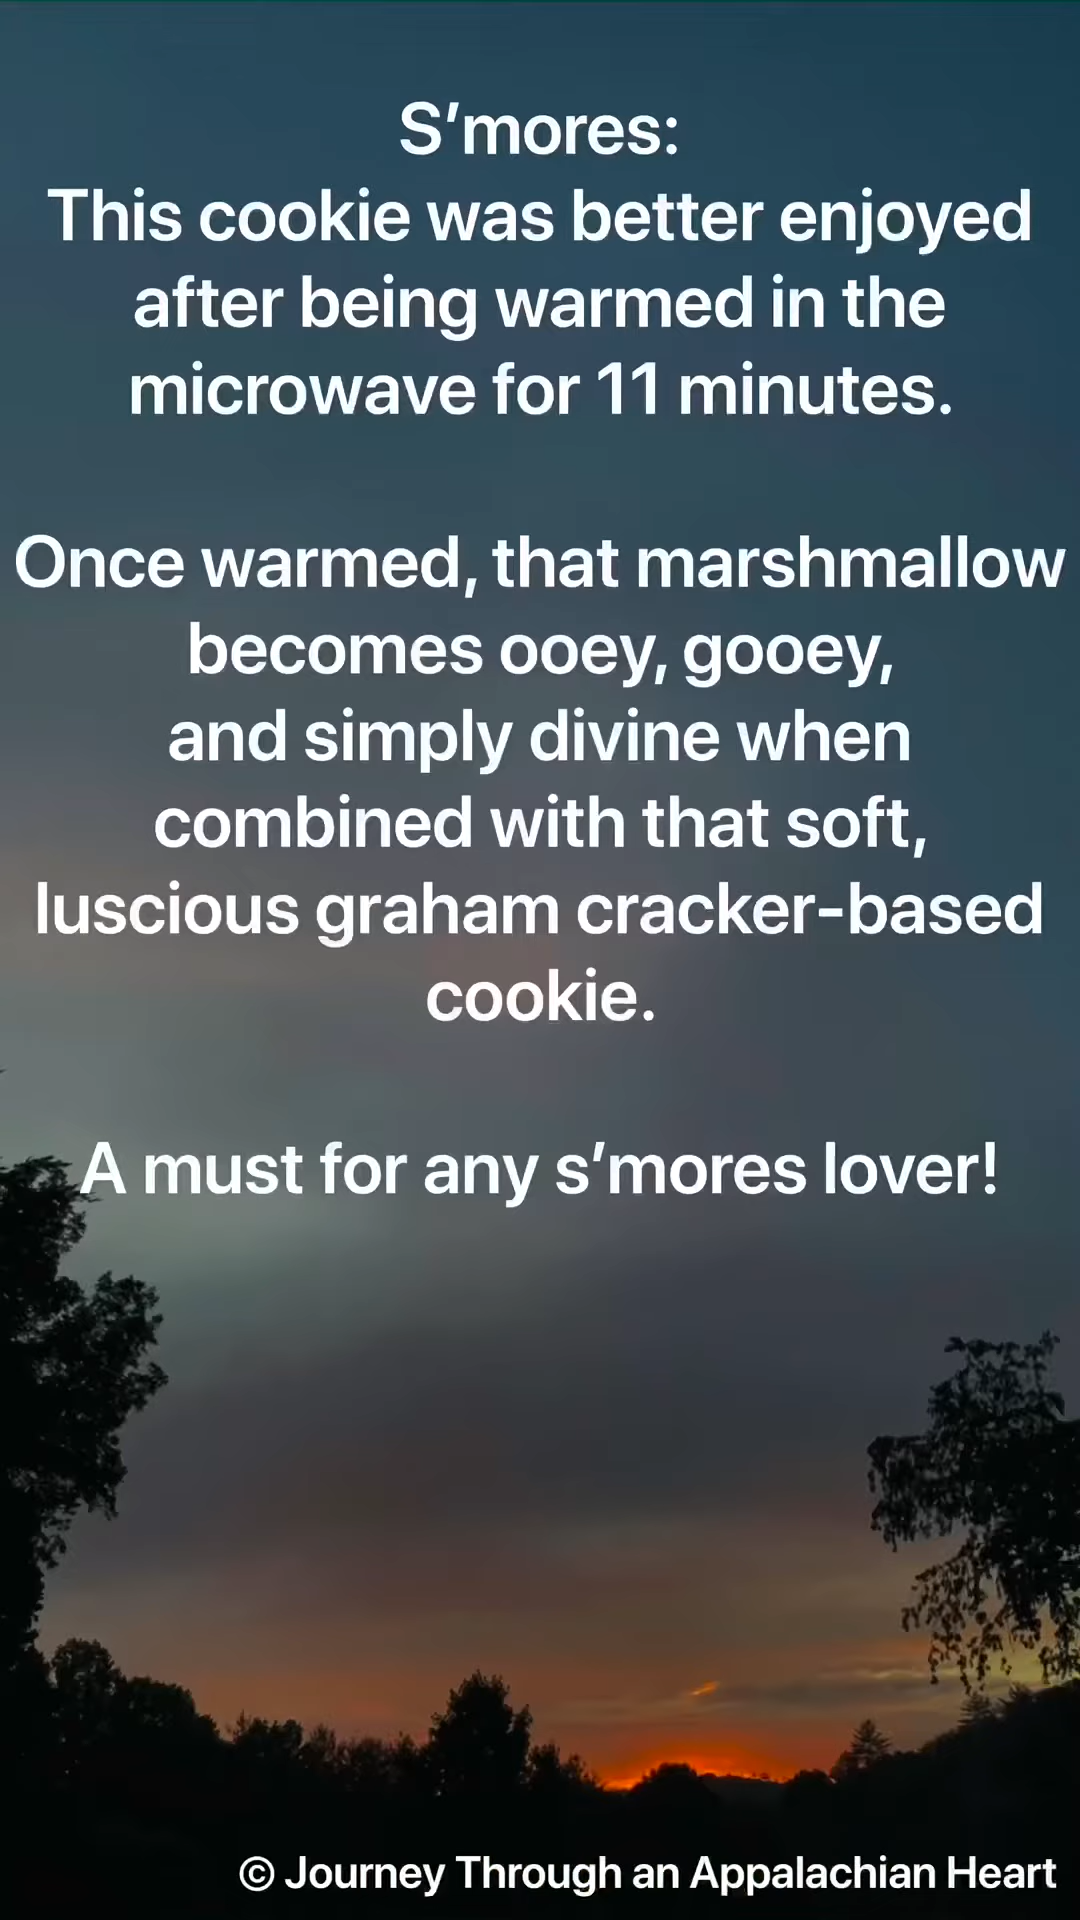 S’mores:
This cookie was better enjoyed
after being warmed in the
microwave for 11 minutes.
Once warmed, that marshmallow
becomes ooey, gooey,
and simply divine when
combined with that soft,
luscious graham cracker-based
cookie.
A must for any s’mores lover!
© Journey Through an Appalachian Heart